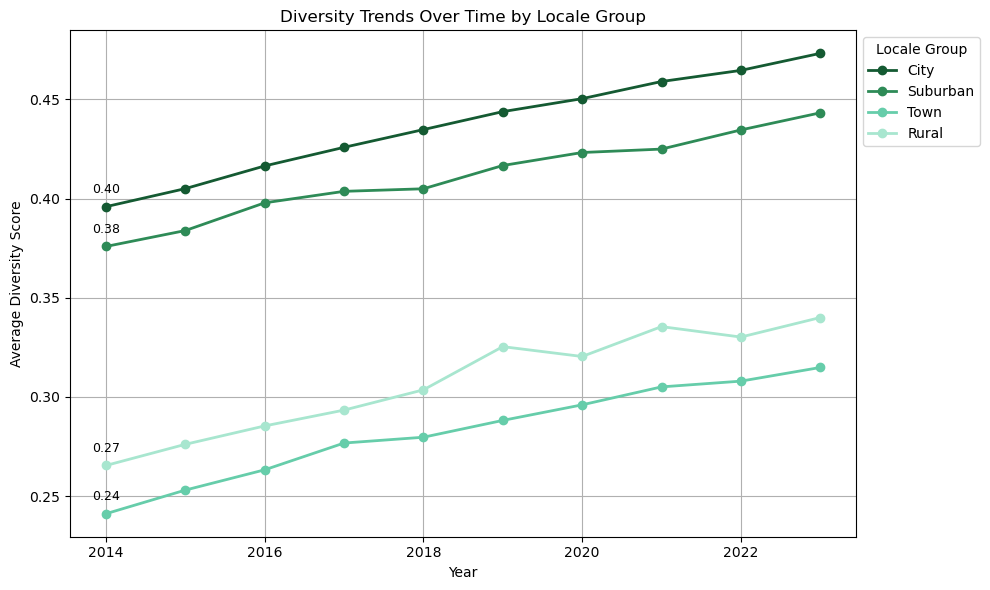 Diversity Trends Over Time by Locale Group
Locale Group
City
Suburban
Town
Rural
Average Diversity Score
0.45
0.40
0.35
0.30
0.25
0.40
0.38
0.27
0.24
2014
2016
2018
2020
2022
Year